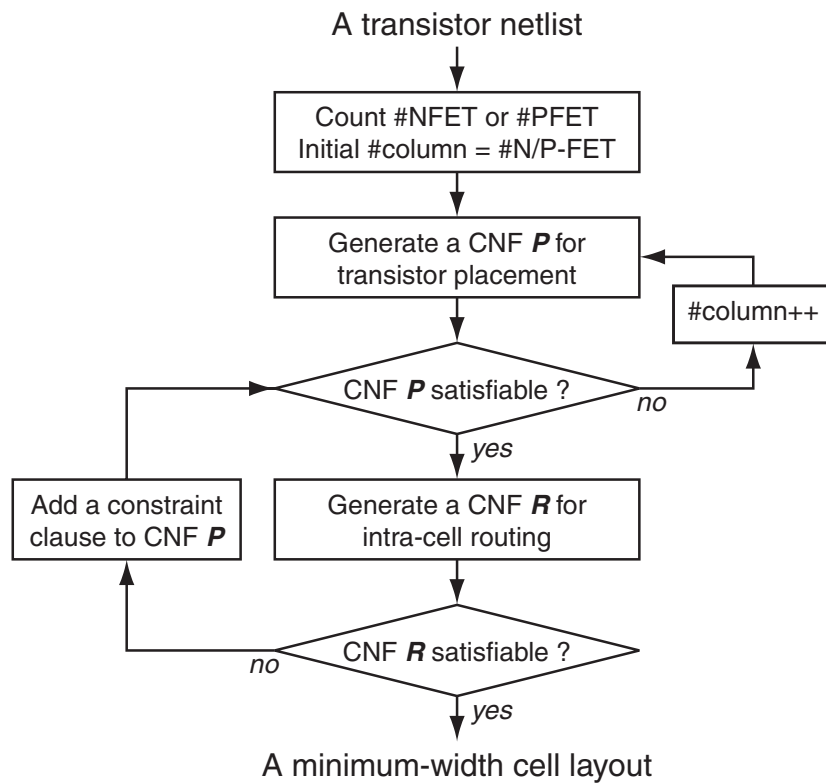 A transistor netlist
Count #NFET or #PFET
Initial #column = #N/P-FET
Generate a CNF P for
transistor placement
#column++
CNF P satisfiable ?
no
yes
Add a constraint
clause to CNF P
Generate a CNF R for
intra-cell routing
CNF R satisfiable ?
no
yes
A minimum-width cell layout